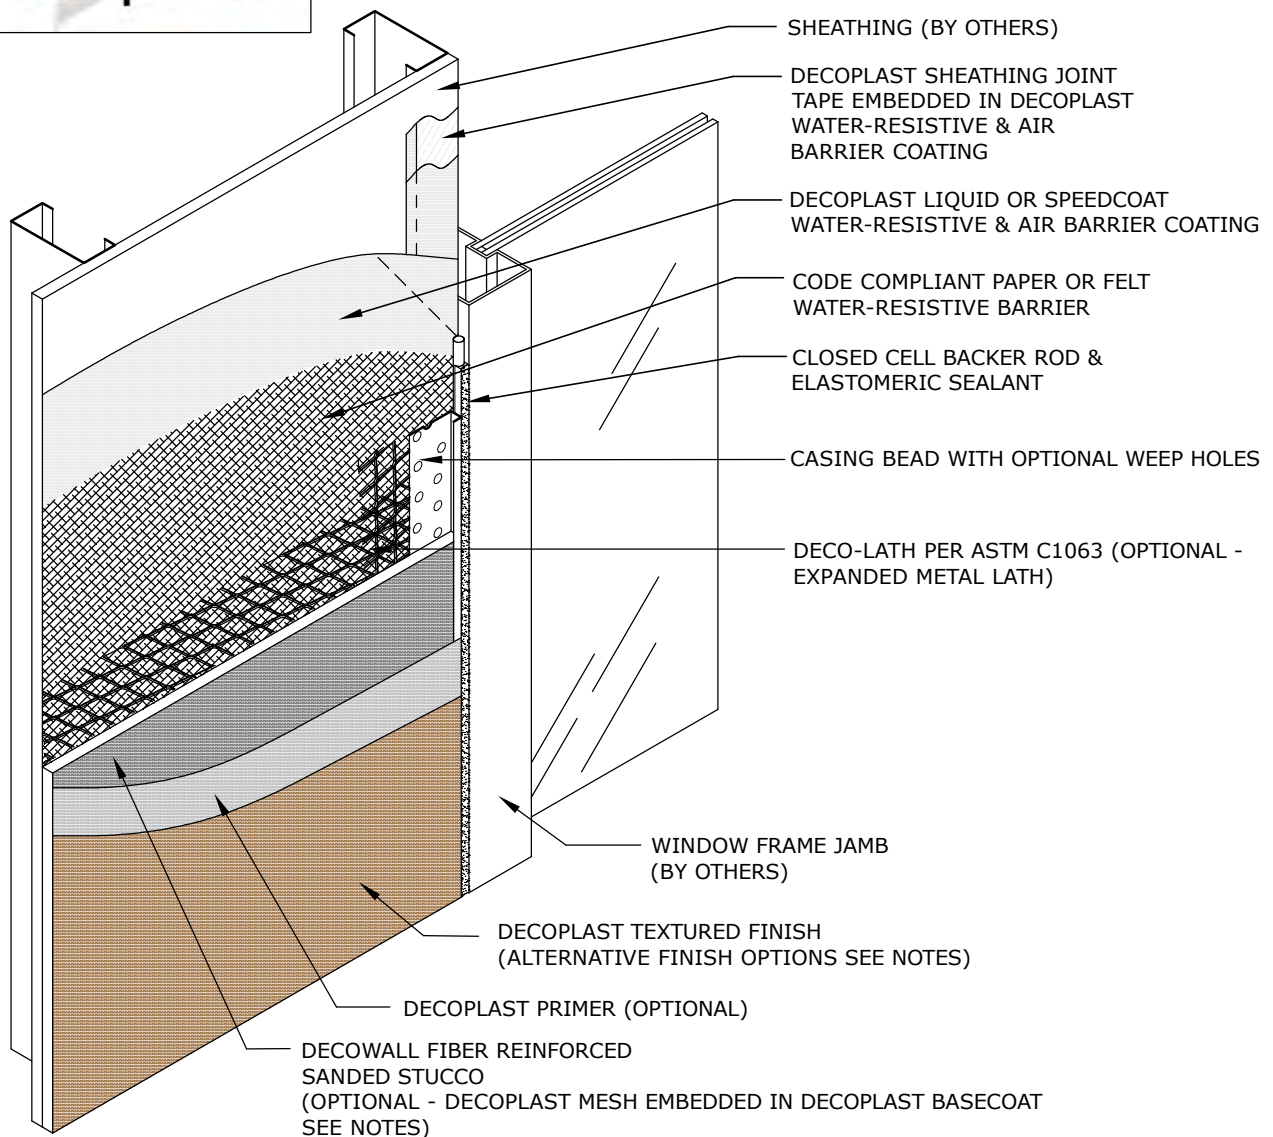 SHEATHING (BY OTHERS)
DECOPLAST SHEATHING JOINT
TAPE EMBEDDED IN DECOPLAST
WATER-RESISTIVE & AIR
BARRIER COATING
DECOPLAST LIQUID OR SPEEDCOAT
WATER-RESISTIVE & AIR BARRIER COATING
CODE COMPLIANT PAPER OR FELT
WATER-RESISTIVE BARRIER
CLOSED CELL BACKER ROD &
ELASTOMERIC SEALANT
CASING BEAD WITH OPTIONAL WEEP HOLES
DECO-LATH PER ASTM C1063 (OPTIONAL -
EXPANDED METAL LATH)
WINDOW FRAME JAMB
(BY OTHERS)
DECOPLAST TEXTURED FINISH
(ALTERNATIVE FINISH OPTIONS SEE NOTES)
DECOPLAST PRIMER (OPTIONAL)
DECOWALL FIBER REINFORCED
SANDED STUCCO
(OPTIONAL - DECOPLAST MESH EMBEDDED IN DECOPLAST BASECOAT
SEE NOTES)